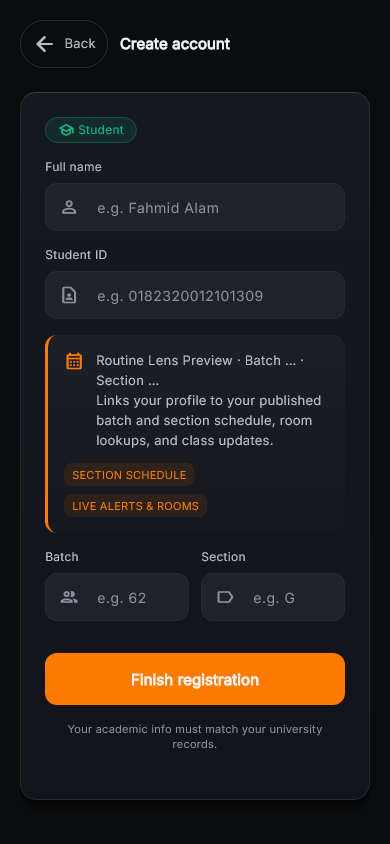 Back
Create account
Student
Full name
e.g. Fahmid Alam
Student ID
e.g. 0182320012101309
Routine Lens Preview · Batch ... ·
Section ...
Links your profile to your published
batch and section schedule, room
lookups, and class updates.
SECTION SCHEDULE
LIVE ALERTS & ROOMS
Batch
Section
e.g. 62
e.g. G
Finish registration
Your academic info must match your university
records.